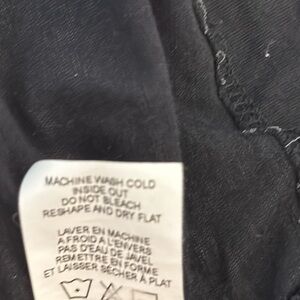 MACHINE WASH COLD
INSIDE OUT
DO NOT BLEACH
RESHAPE AND DRY FLAT
LAVER EN MACHINE
A FROID A L'ENVERS
PAS D'EAU DE JAVEL
REMETTRE EN FORME
ET LAISSER SÉCHER À PLAT